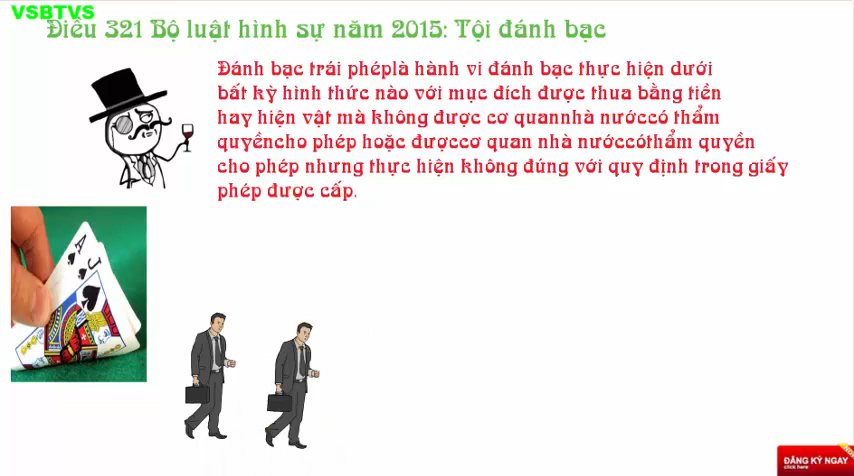 VSBTVS
Điều 321 Bộ luật hình sự năm 2015: Tội đánh bạc
Đánh bạc trái phéplà hành vi đánh bạc thực hiện dưới
bất kỳ hình thức nào với mục đích được thua bằng tiền
hay hiện vật mà không được cơ quannhà nướccó thẩm
quyềncho phép hoặc đượccơ quan nhà nướccóthẩm quyền
cho phép nhưng thực hiện không đúng với quy định trong giấy
phép được cấp.
A
J
ĐĂNG KÝ NGAY
click here